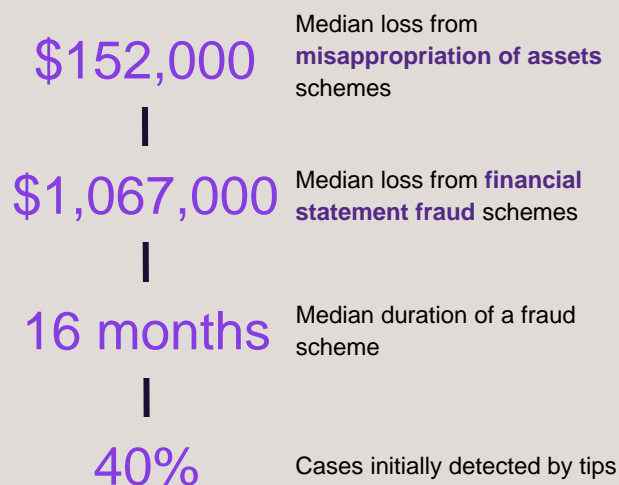 $152,000
Median loss from
misappropriation of assets
schemes
$1,067,000
Median loss from financial
statement fraud schemes
16 months
Median duration of a fraud
scheme
40%
Cases initially detected by tips